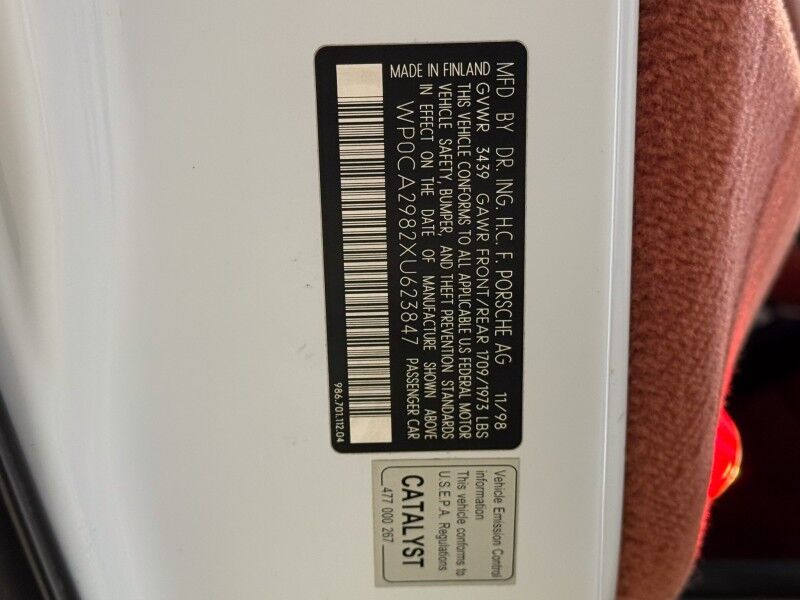 MFD BY DR. ING. H.C. F. PORSCHE AG 11/98
MADE IN FINLAND GVWR 3439 GAWR FRONT/REAR 1709/1973 LBS
THIS VEHICLE CONFORMS TO ALL APPLICABLE U.S FEDERAL MOTOR
VEHICLE SAFETY, BUMPER, AND THEFT PREVENTION STANDARDS
IN EFFECT ON THE DATE OF MANUFACTURE SHOWN ABOVE
WP0CA2982XU623847 PASSENGER CAR
986.701.112.04
Vehicle Emission Control
information
This vehicle conforms to
U.S.E.P.A. Regulations
CATALYST
477 000 267